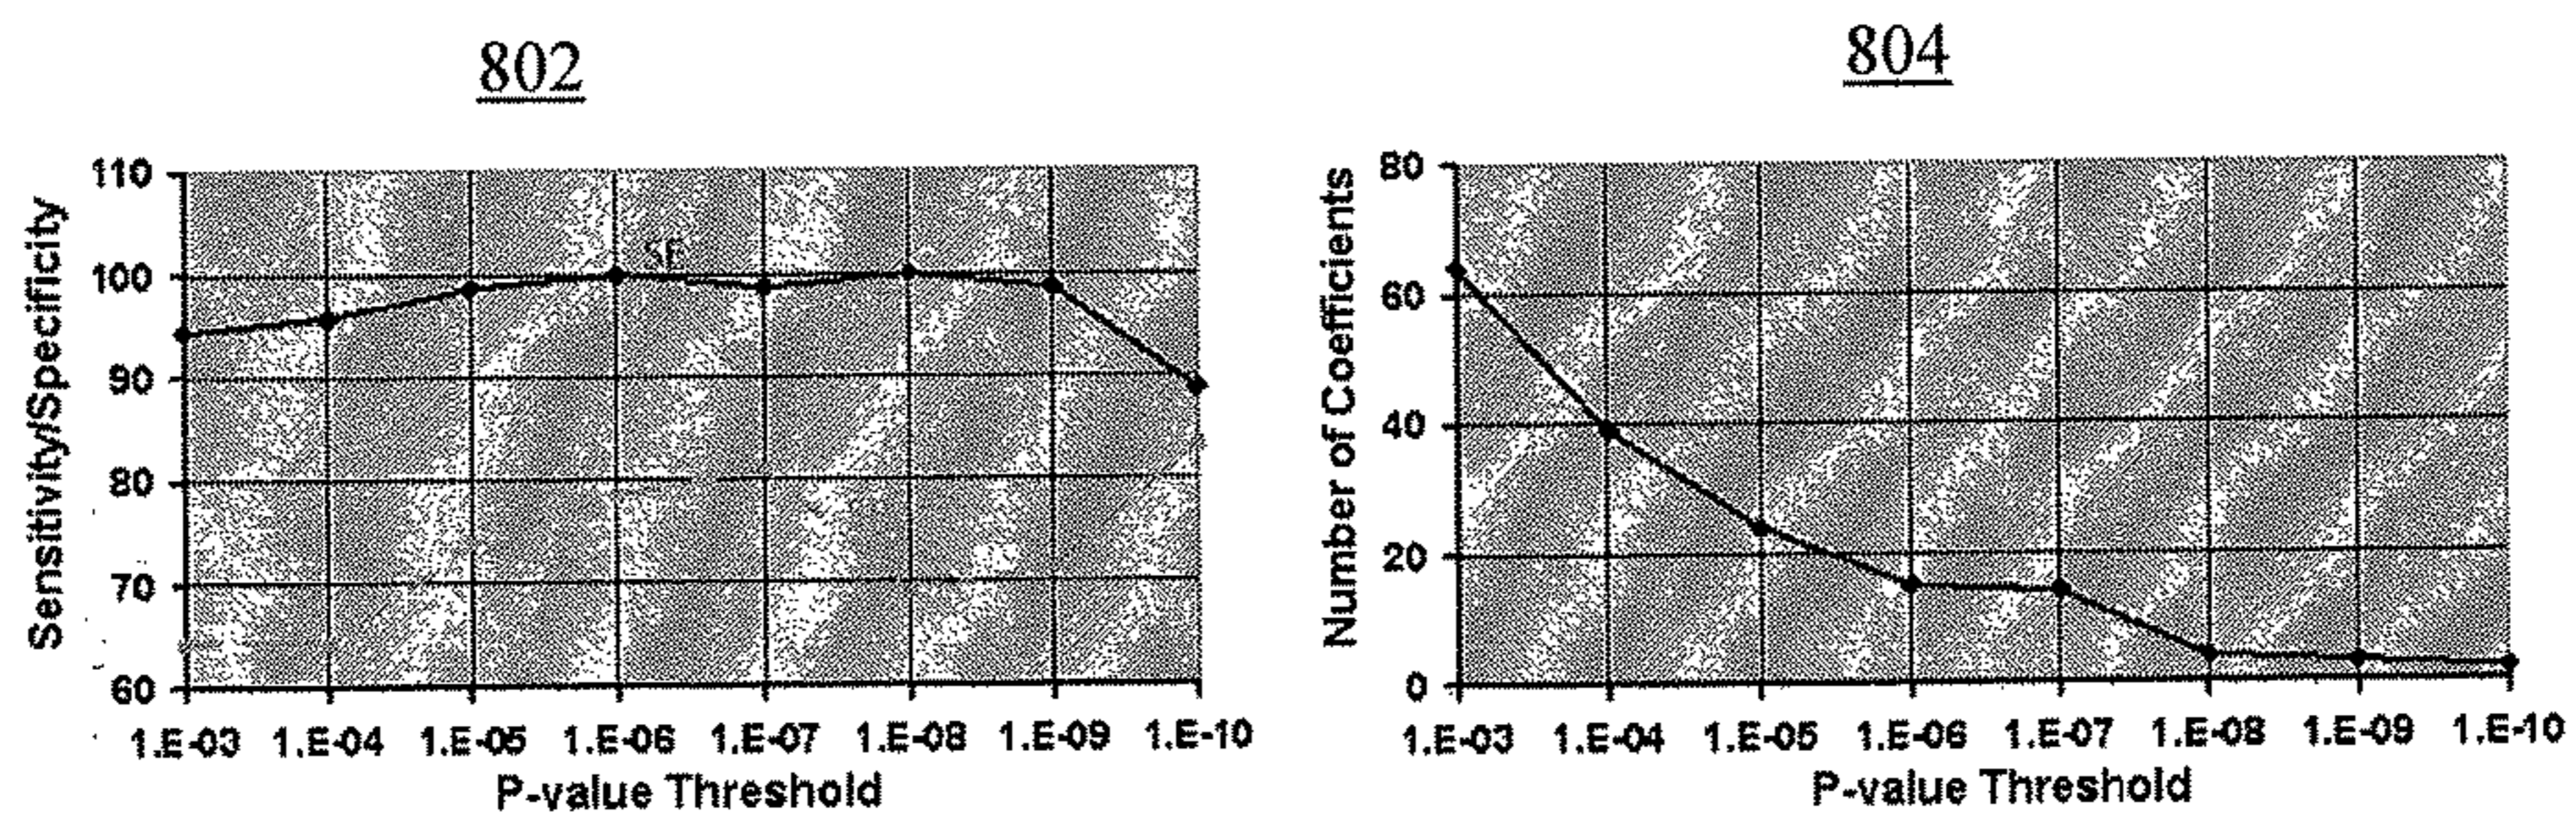 802
804
110
100
90
80
70
60
Sensitivity/Specificity
SE
1.E-03 1.E-04 1.E-05 1.E-06 1.E-07 1.E-08 1.E-09 1.E-10
P-value Threshold
80
60
40
20
0
Number of Coefficients
1.E-03 1.E-04 1.E-05 1.E-06 1.E-07 1.E-08 1.E-09 1.E-10
P-value Threshold